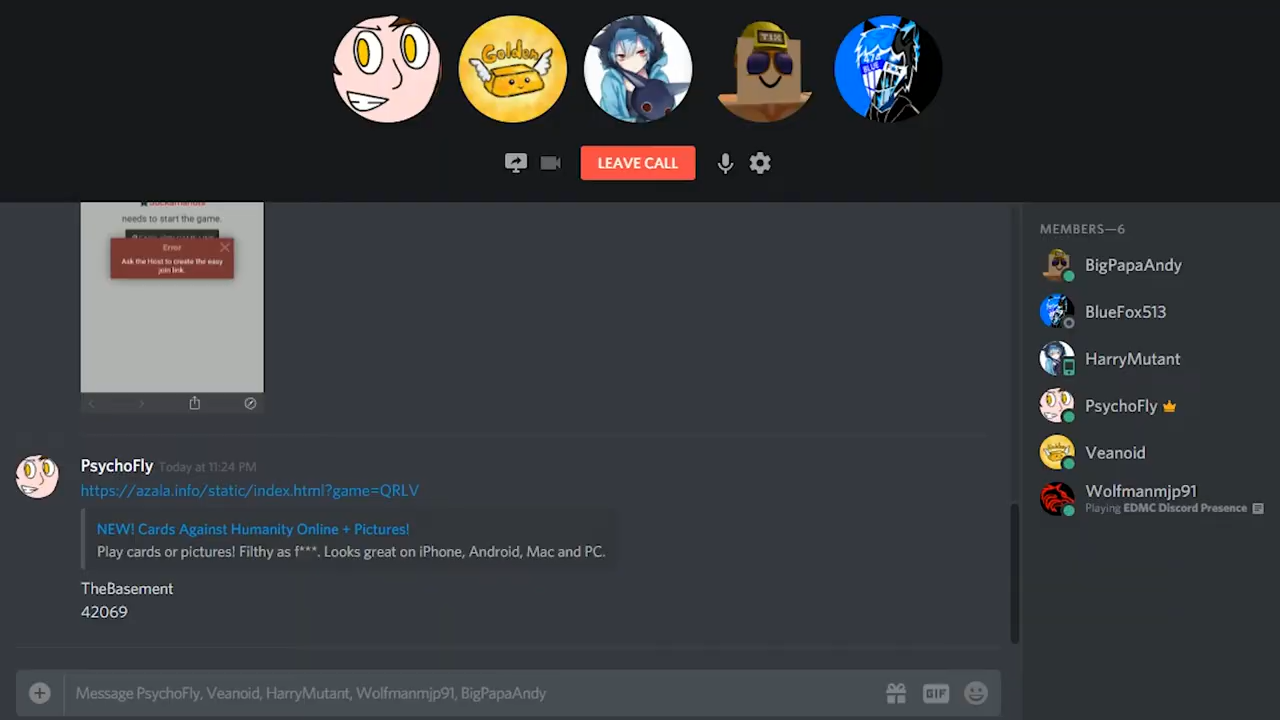 Golden
BLUE
LEAVE CALL
needs to start the game.
Error
Ask the Host to create the easy
join link.
PsychoFly Today at 11:24 PM
https://azala.info/static/index.html?game=QRLV
NEW! Cards Against Humanity Online + Pictures!
Play cards or pictures! Filthy as f***. Looks great on iPhone, Android, Mac and PC.
TheBasement
42069
Message PsychoFly, Veanoid, HarryMutant, Wolfmanmjp91, BigPapaAndy
GIF
MEMBERS—6
BigPapaAndy
BlueFox513
HarryMutant
PsychoFly
Veanoid
Wolfmanmjp91
Playing EDMC Discord Presence